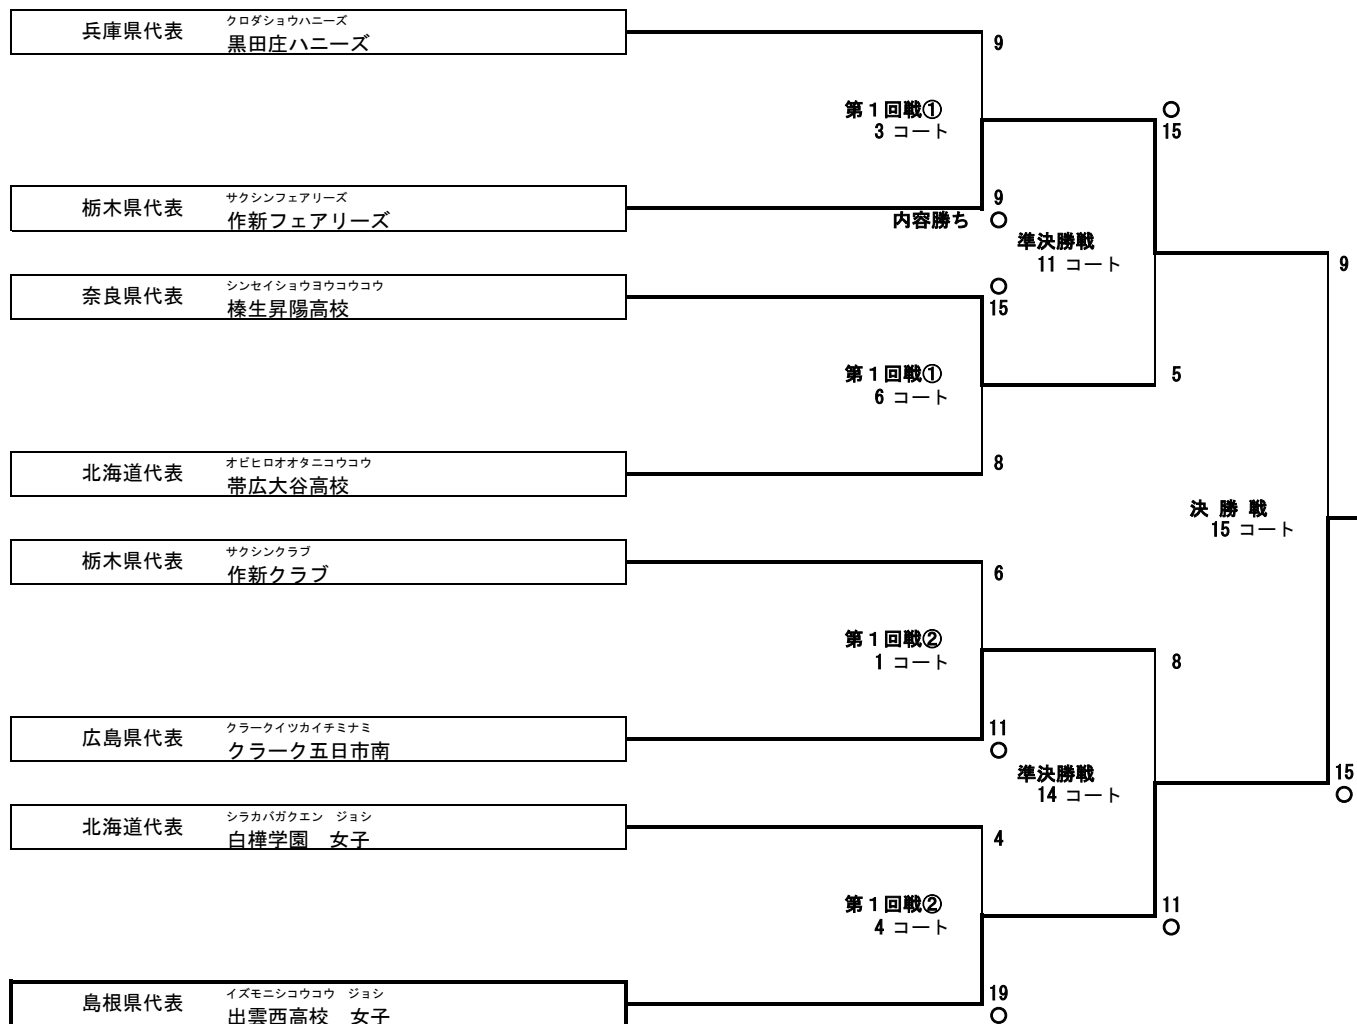 クロダショウハニーズ
兵庫県代表 黒田庄ハニーズ
9
第1回戦①
○
3 コート
15
サクシンフェアリーズ
栃木県代表 作新フェアリーズ
9
内容勝ち ○
準決勝戦
11 コート
9
シンセイショウヨウコウコウ
奈良県代表 榛生昇陽高校
○
15
第1回戦①
5
6 コート
オビヒロオオタニコウコウ
北海道代表 帯広大谷高校
8
決 勝 戦
15 コート
サクシンクラブ
栃木県代表 作新クラブ
6
第1回戦②
1 コート
8
クラークイツカイチミナミ
広島県代表 クラーク五日市南
11
○
準決勝戦
14 コート
15
○
シラカバガクエン ジョシ
北海道代表 白樺学園 女子
4
第1回戦②
11
4 コート
○
イズモニシコウコウ ジョシ
島根県代表 出雲西高校 女子
19
○